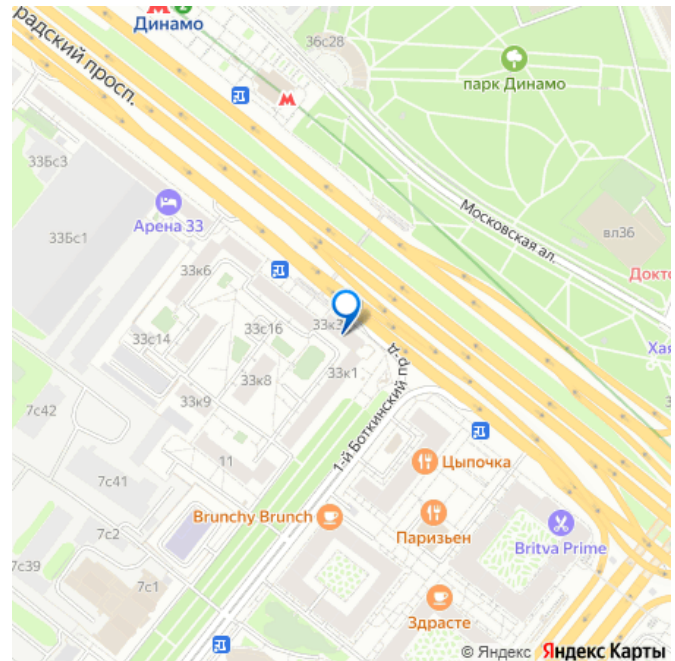 Динамо
36с28
радский просп.
парк Динамо
33Бс3
Московская ал.
вл36
33Бс1
Арена 33
Докто
33к6
33с16
33к3
33с14
Хая
р-д
33к8
33к1
33к9
7с42
1-й Боткинский п
11
Цыпочка
7с41
Brunchy Brunch
Паризьен
Britva Prime
7с2
7с39
7с1
Здрасте
© Яндекс Яндекс Карты